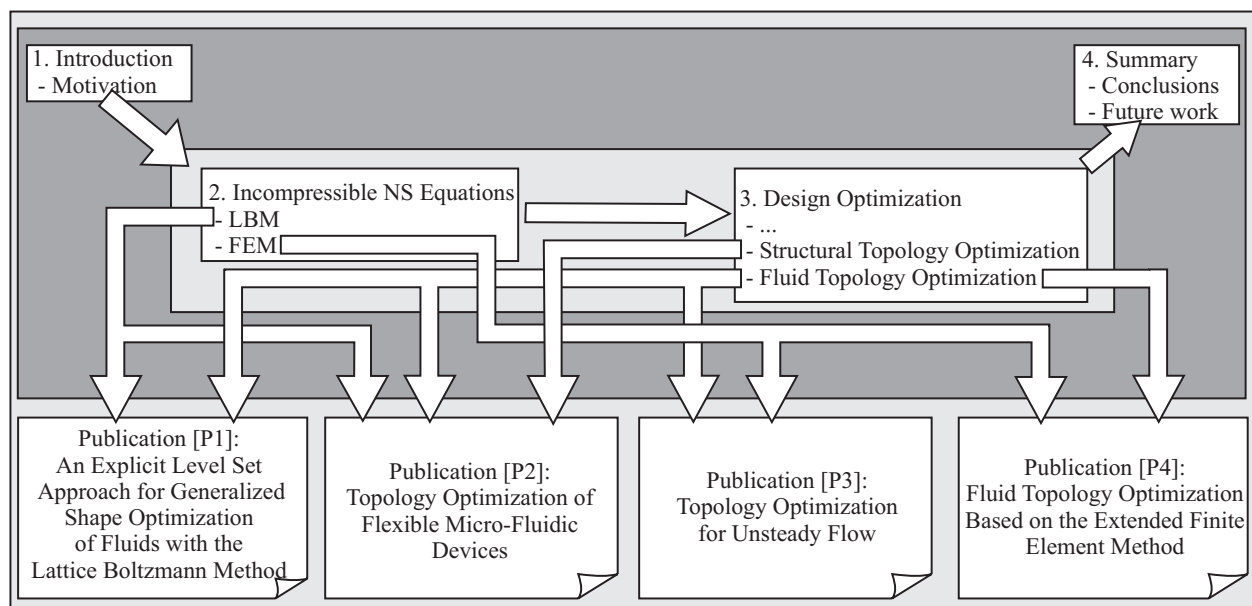 1. Introduction
- Motivation
4. Summary
- Conclusions
- Future work
2. Incompressible NS Equations
- LBM
- FEM
3. Design Optimization
- ...
- Structural Topology Optimization
- Fluid Topology Optimization
Publication [P1]:
An Explicit Level Set
Approach for Generalized
Shape Optimization
of Fluids with the
Lattice Boltzmann Method
Publication [P2]:
Topology Optimization of
Flexible Micro-Fluidic
Devices
Publication [P3]:
Topology Optimization
for Unsteady Flow
Publication [P4]:
Fluid Topology Optimization
Based on the Extended Finite
Element Method